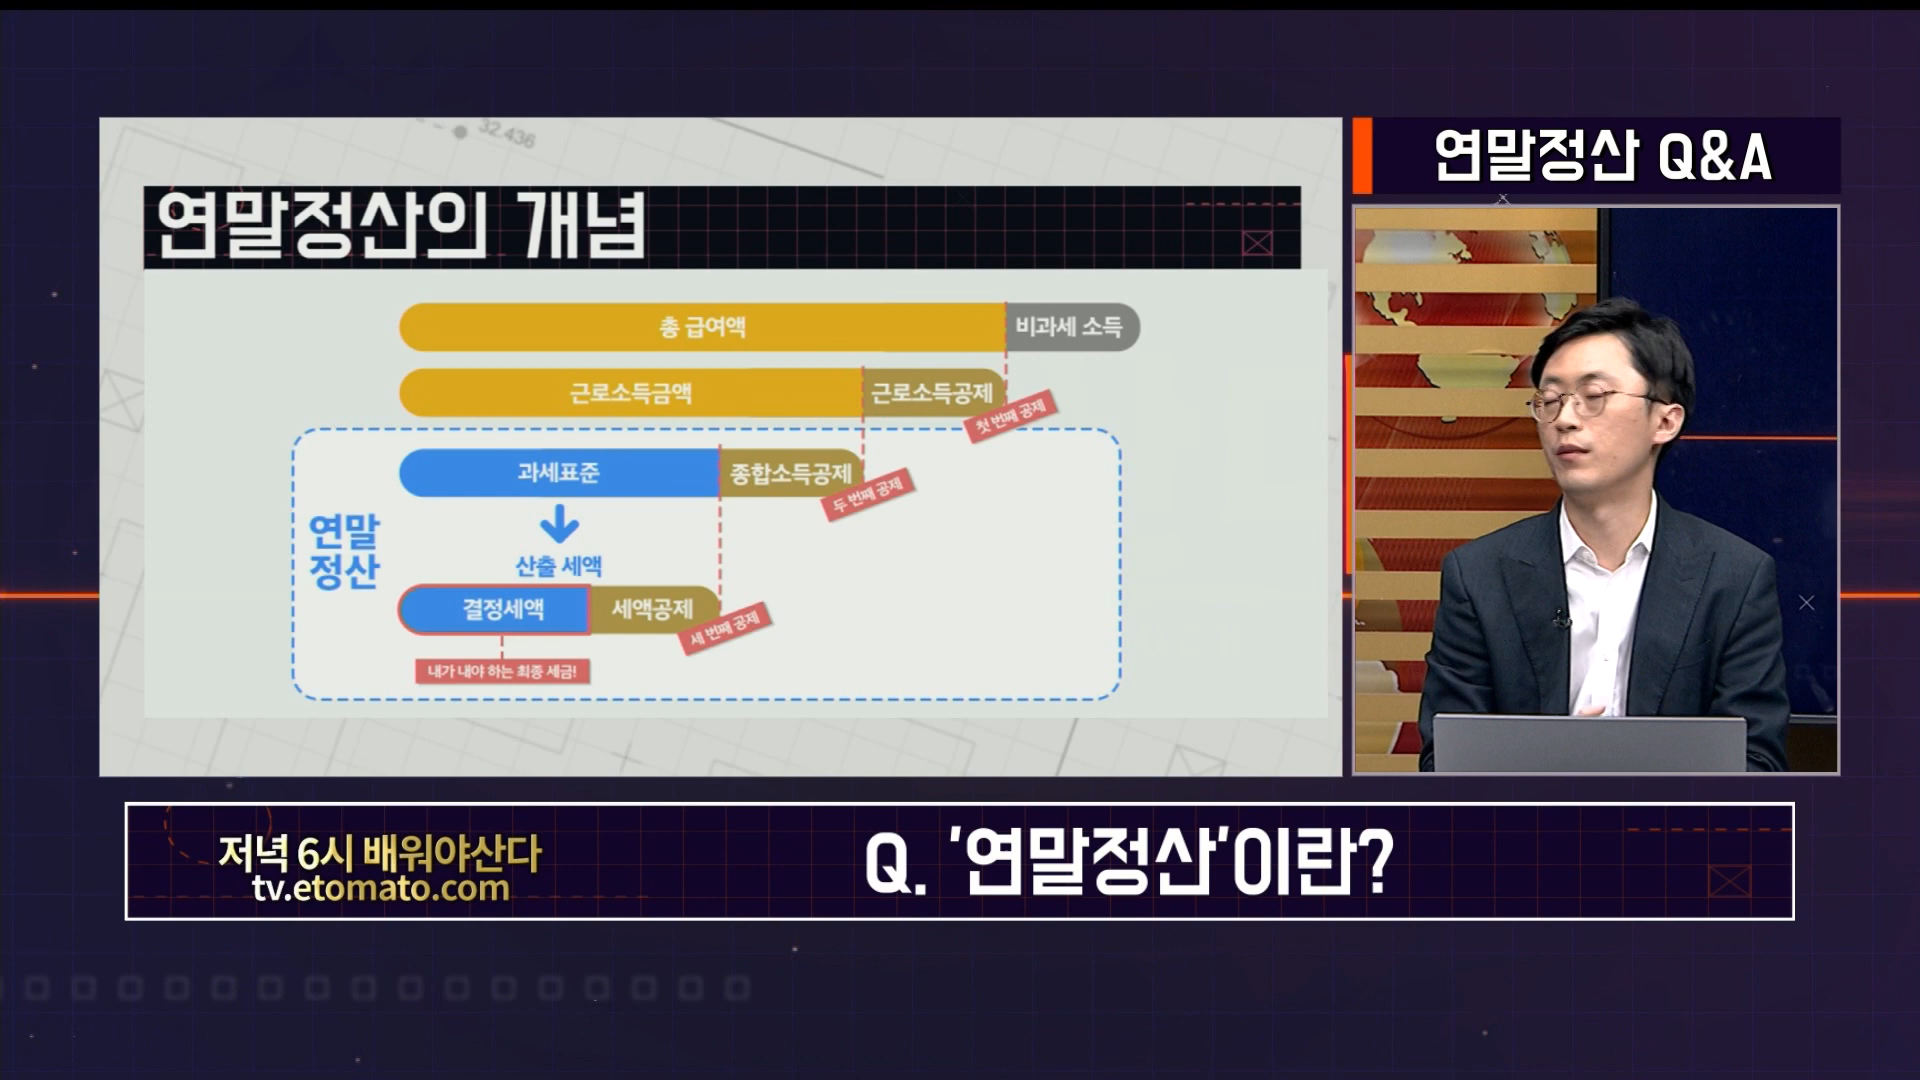 32.436
연말정산 Q&A
연말정산의 개념
총 급여액
비과세 소득
근로소득금액
근로소득공제
첫 번째 공제
과세표준
종합소득공제
두 번째 공제
연말
정산
산출 세액
결정세액
세액공제
세 번째 공제
내가 내야 하는 최종 세금!
저녁 6시 배워야산다
tv.etomato.com
Q. '연말정산'이란?